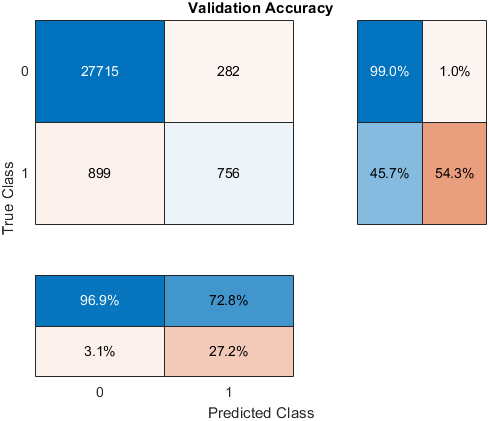 Validation Accuracy
0 27715 282 99.0% 1.0%
1 899 756 45.7% 54.3%
True Class
96.9% 72.8%
3.1% 27.2%
0 1
Predicted Class